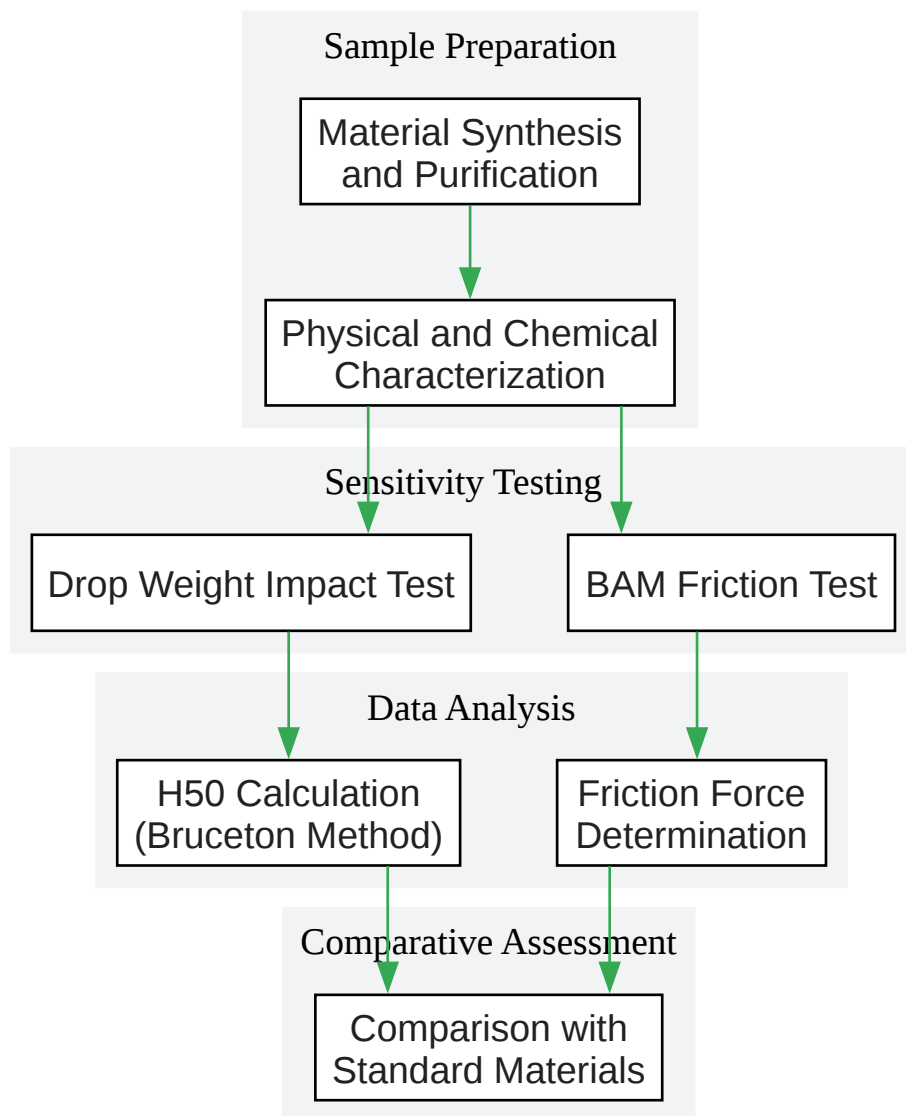 Sample Preparation
Material Synthesis
and Purification
Physical and Chemical
Characterization
Sensitivity Testing
Drop Weight Impact Test
BAM Friction Test
Data Analysis
H50 Calculation
(Bruceton Method)
Friction Force
Determination
Comparative Assessment
Comparison with
Standard Materials